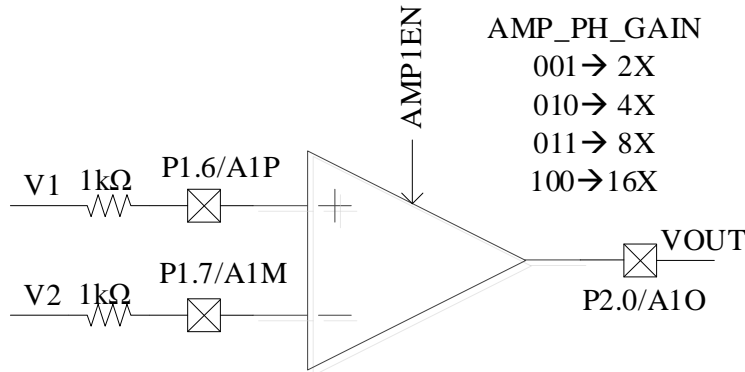 AMP_PH_GAIN
001→ 2X
010→ 4X
011→ 8X
100→16X
AMP1EN
V1 1kΩ P1.6/A1P
+
V2 1kΩ P1.7/A1M
VOUT
P2.0/A1O